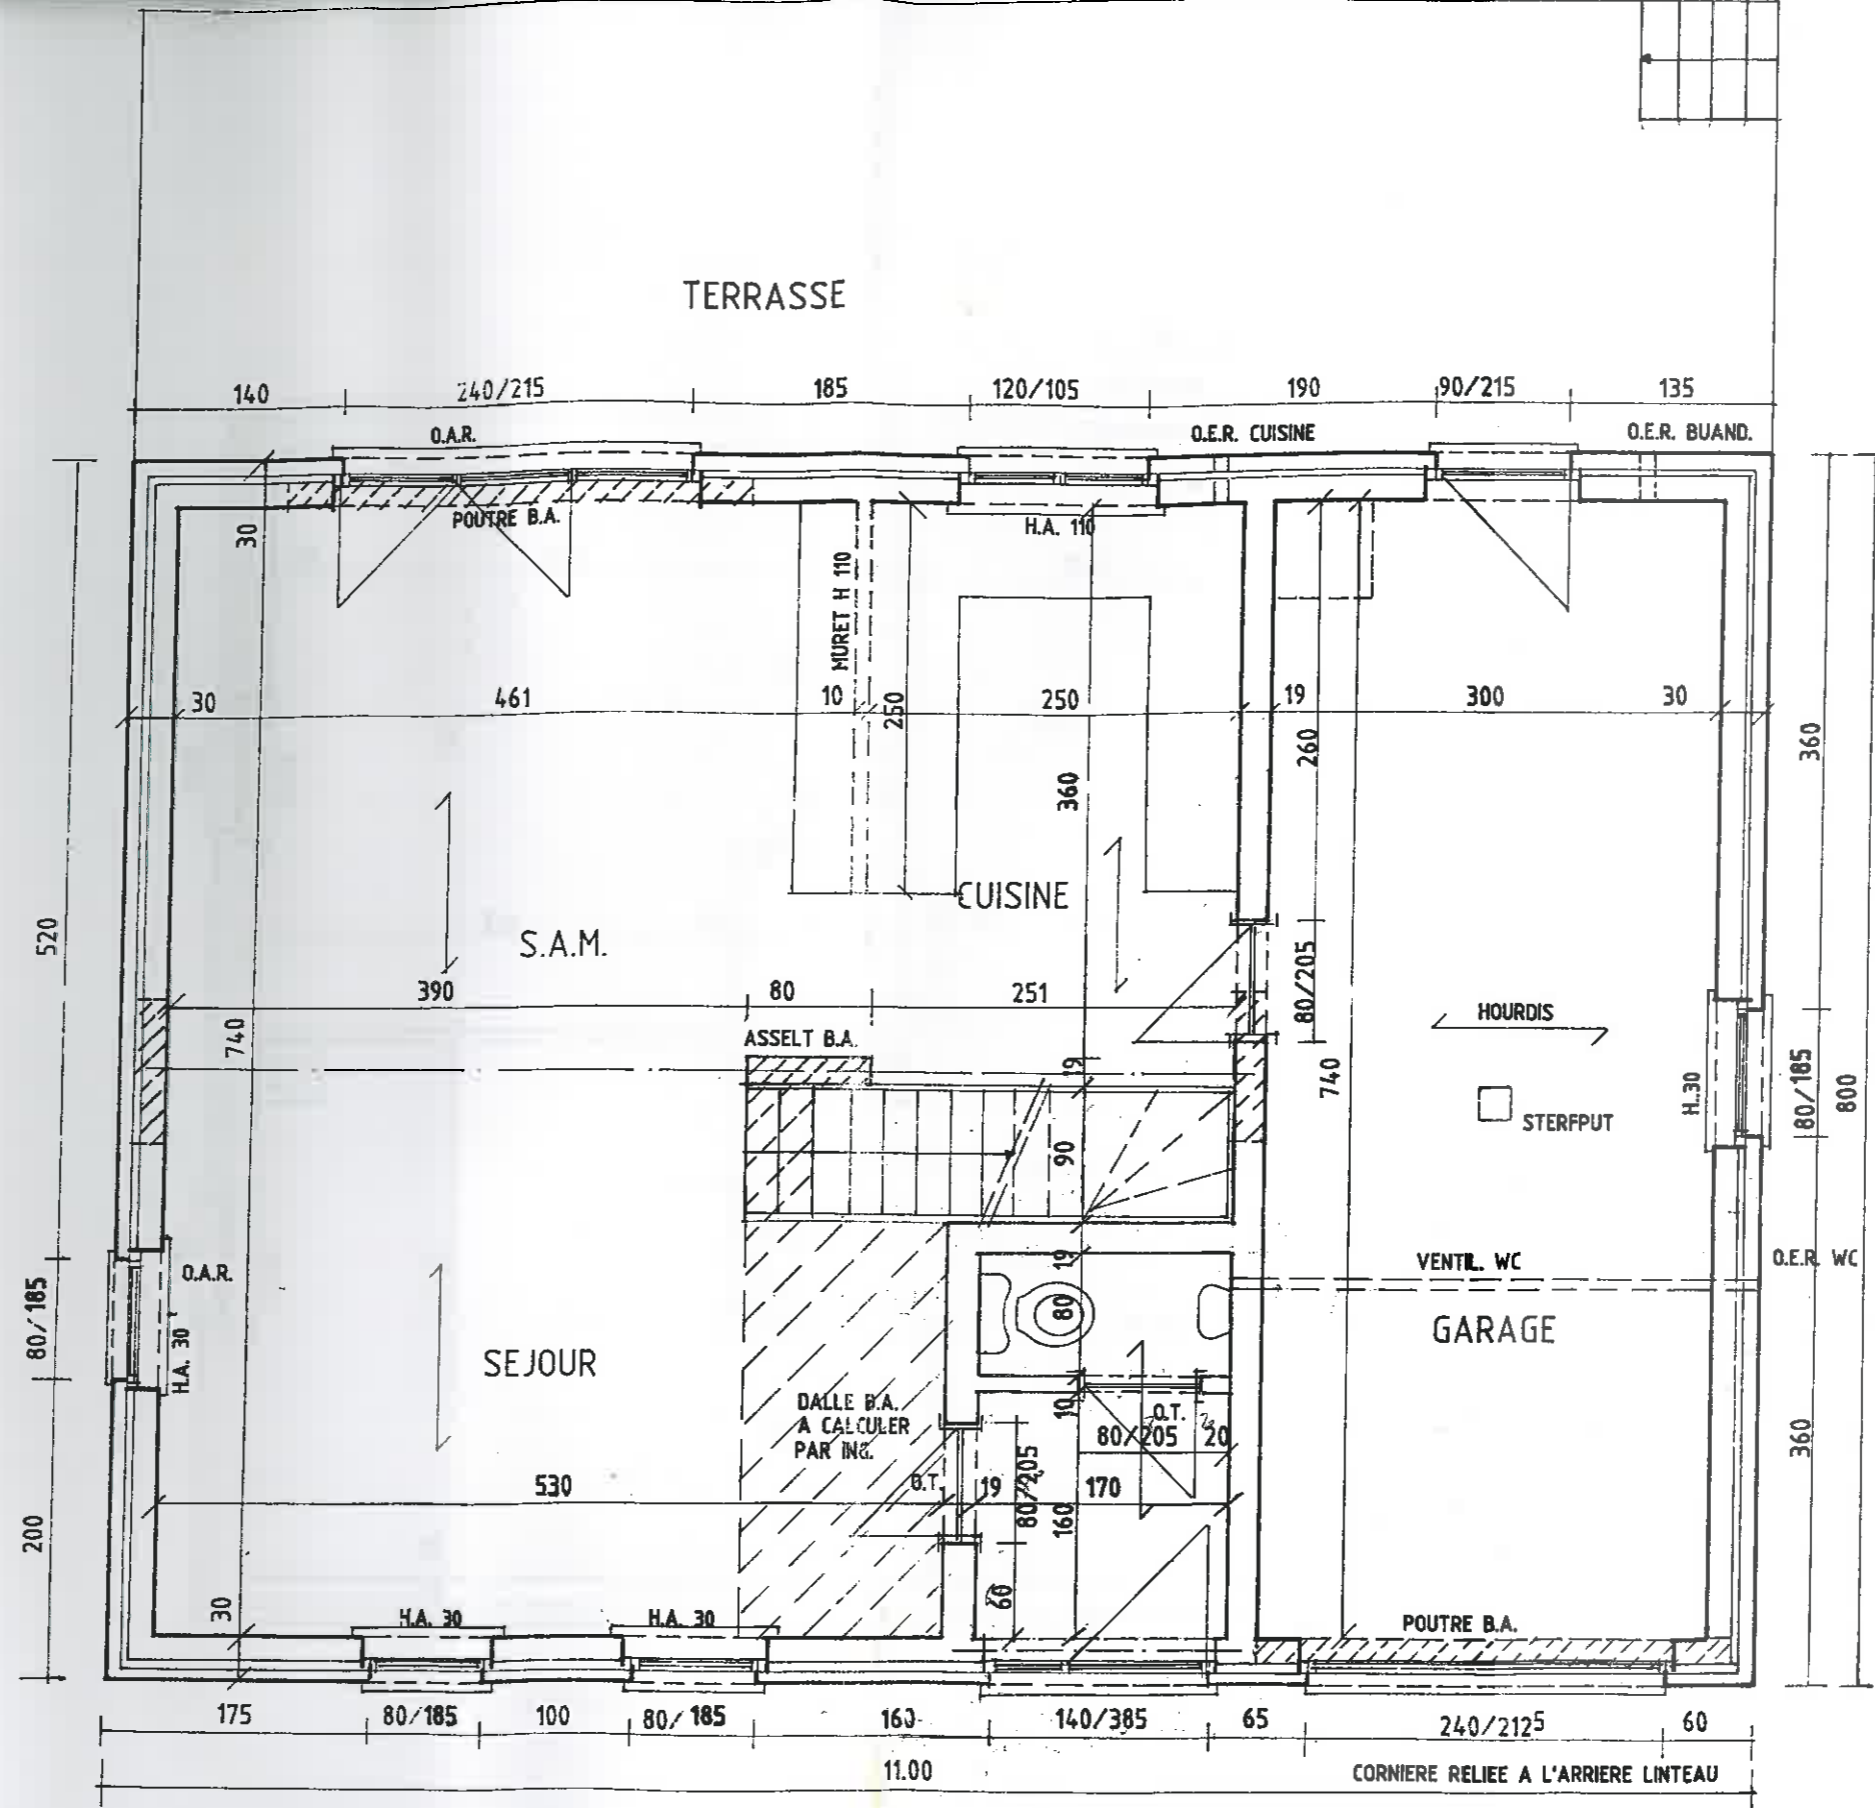 TERRASSE
140 240/215 185 120/105 190 90/215 135
O.A.R. O.E.R. CUISINE O.E.R. BUAND.
POUTRE B.A. H.A. 110
30
MURET H 110
30 461 10 250 250 19 300 30
260
360
360
CUISINE
S.A.M.
520
390 80 251
80/205
HOURDIS
ASSELT B.A.
740
19
740
H.30
80/185
800
STERFPUT
90
O.A.R.
19
VENTIL. WC
O.E.R. WC
80/185
H.A. 30
80
GARAGE
SEJOUR
DALLE B.A.
A CALCULER
PAR ING.
10
O.T.
80/205 20
360
O.T.
530 19 80/205 170
160
200
60
30
H.A. 30 H.A. 30
POUTRE B.A.
175 80/185 100 80/185 160 140/385 65 240/2125 60
11.00
CORNIERE RELIEE A L'ARRIERE LINTEAU